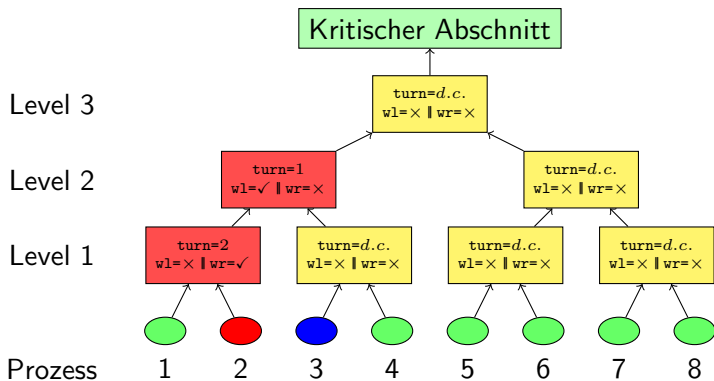 Kritischer Abschnitt
Level 3
turn=d.c.
wl=× ‖ wr=×
Level 2
turn=1
wl=✓ ‖ wr=×
turn=d.c.
wl=× ‖ wr=×
Level 1
turn=2
wl=× ‖ wr=✓
turn=d.c.
wl=× ‖ wr=×
turn=d.c.
wl=× ‖ wr=×
turn=d.c.
wl=× ‖ wr=×
Prozess 1 2 3 4 5 6 7 8